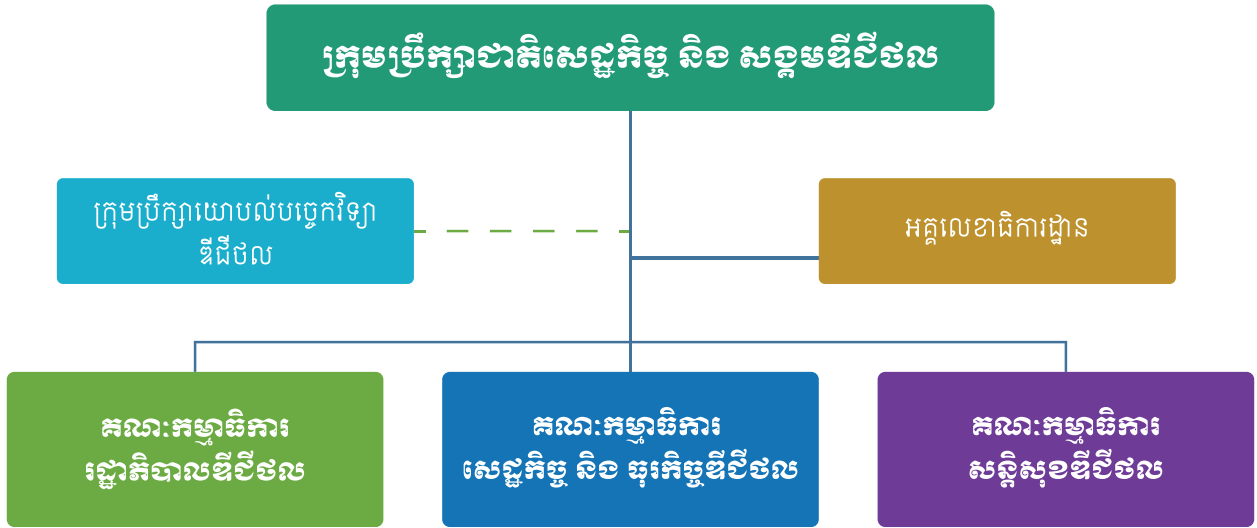 ក្រុមប្រឹក្សាជាតិសេដ្ឋកិច្ច និង សង្គមឌីជីថល
ក្រុមប្រឹក្សាយោបល់បច្ចេកវិទ្យា
ឌីជីថល
អគ្គលេខាធិការដ្ឋាន
គណៈកម្មាធិការ
រដ្ឋាភិបាលឌីជីថល
គណៈកម្មាធិការ
សេដ្ឋកិច្ច និង ធុរកិច្ចឌីជីថល
គណៈកម្មាធិការ
សន្តិសុខឌីជីថល